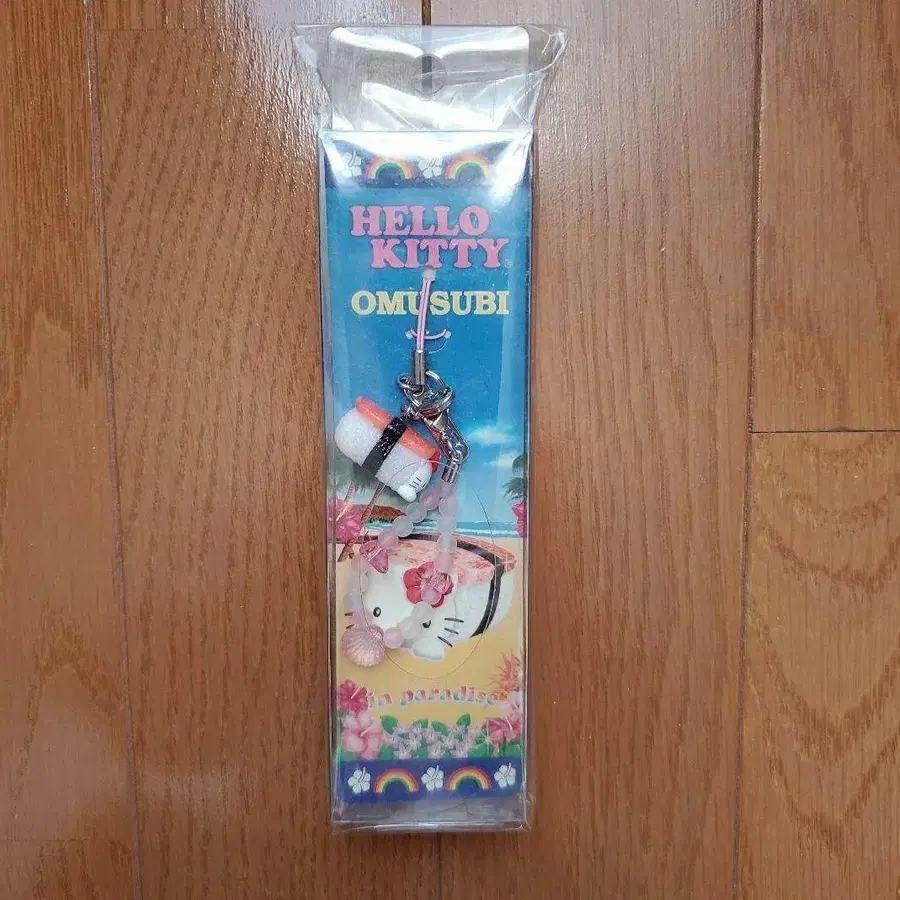 HELLO
KITTY
OMUSUBI
in paradise